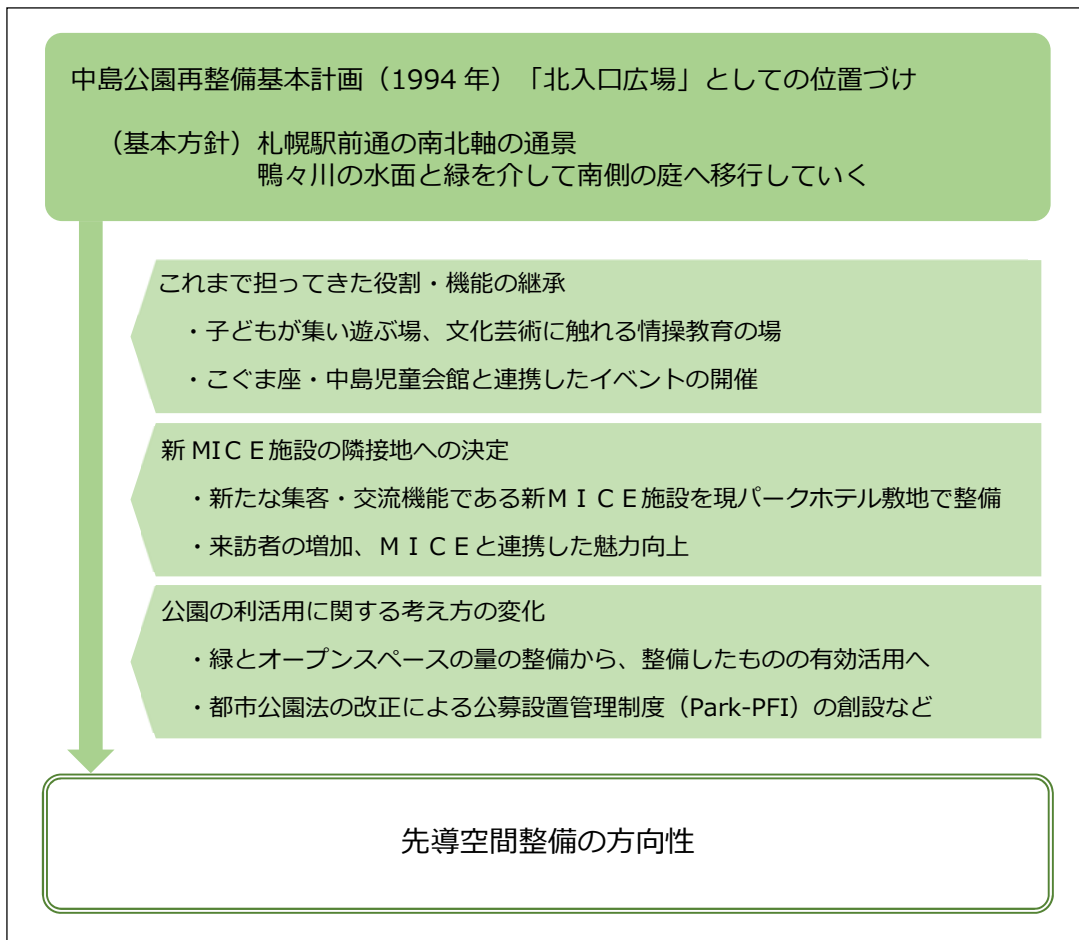 中島公園再整備基本計画（1994 年）「北入口広場」としての位置づけ
（基本方針）札幌駅前通の南北軸の通景
鴨々川の水面と緑を介して南側の庭へ移行していく
これまで担ってきた役割・機能の継承
・子どもが集い遊ぶ場、文化芸術に触れる情操教育の場
・こぐま座・中島児童会館と連携したイベントの開催
新 MIＣＥ施設の隣接地への決定
・新たな集客・交流機能である新ＭＩＣＥ施設を現パークホテル敷地で整備
・来訪者の増加、ＭＩＣＥと連携した魅力向上
公園の利活用に関する考え方の変化
・緑とオープンスペースの量の整備から、整備したものの有効活用へ
・都市公園法の改正による公募設置管理制度（Park-PFI）の創設など
先導空間整備の方向性